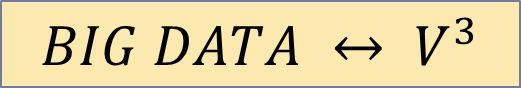 BIG DATA ↔ V³